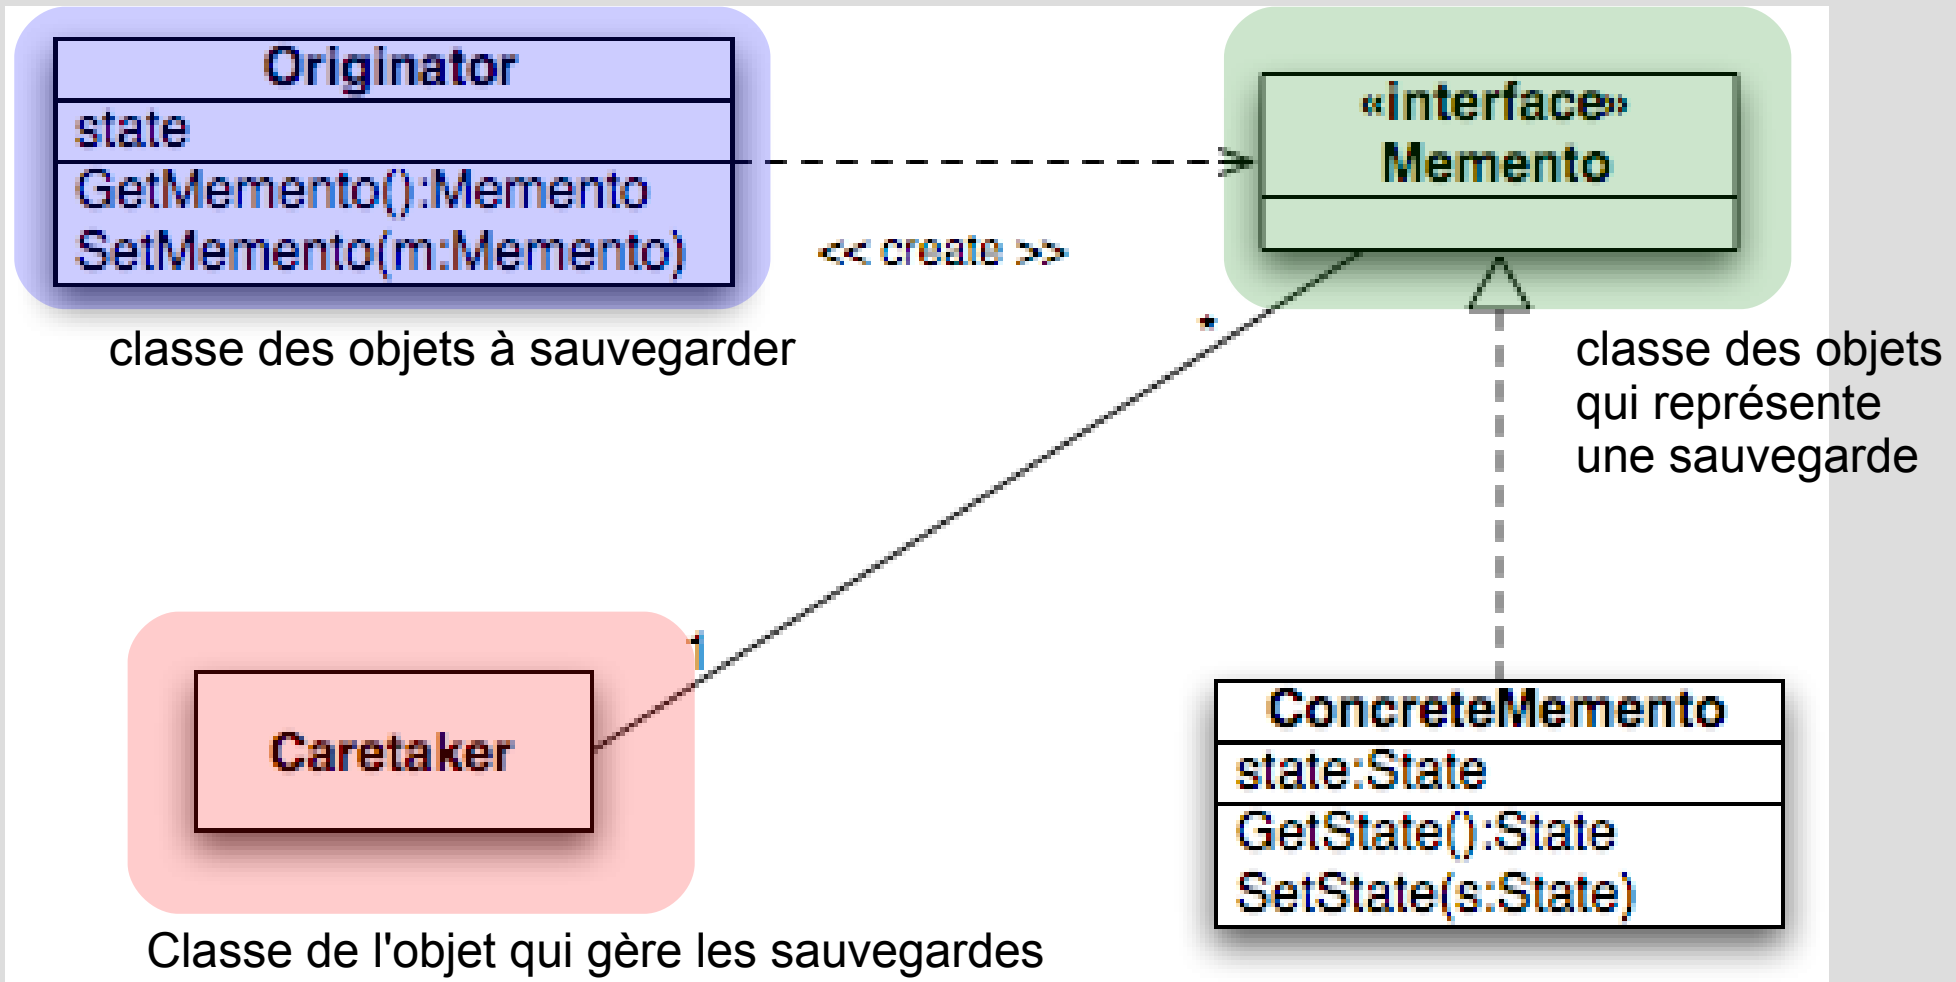 Originator
state
GetMemento():Memento
SetMemento(m:Memento)
classe des objets à sauvegarder
<< create >>
«interface»
Memento
*
classe des objets
qui représente
une sauvegarde
1
Caretaker
Classe de l'objet qui gère les sauvegardes
ConcreteMemento
state:State
GetState():State
SetState(s:State)